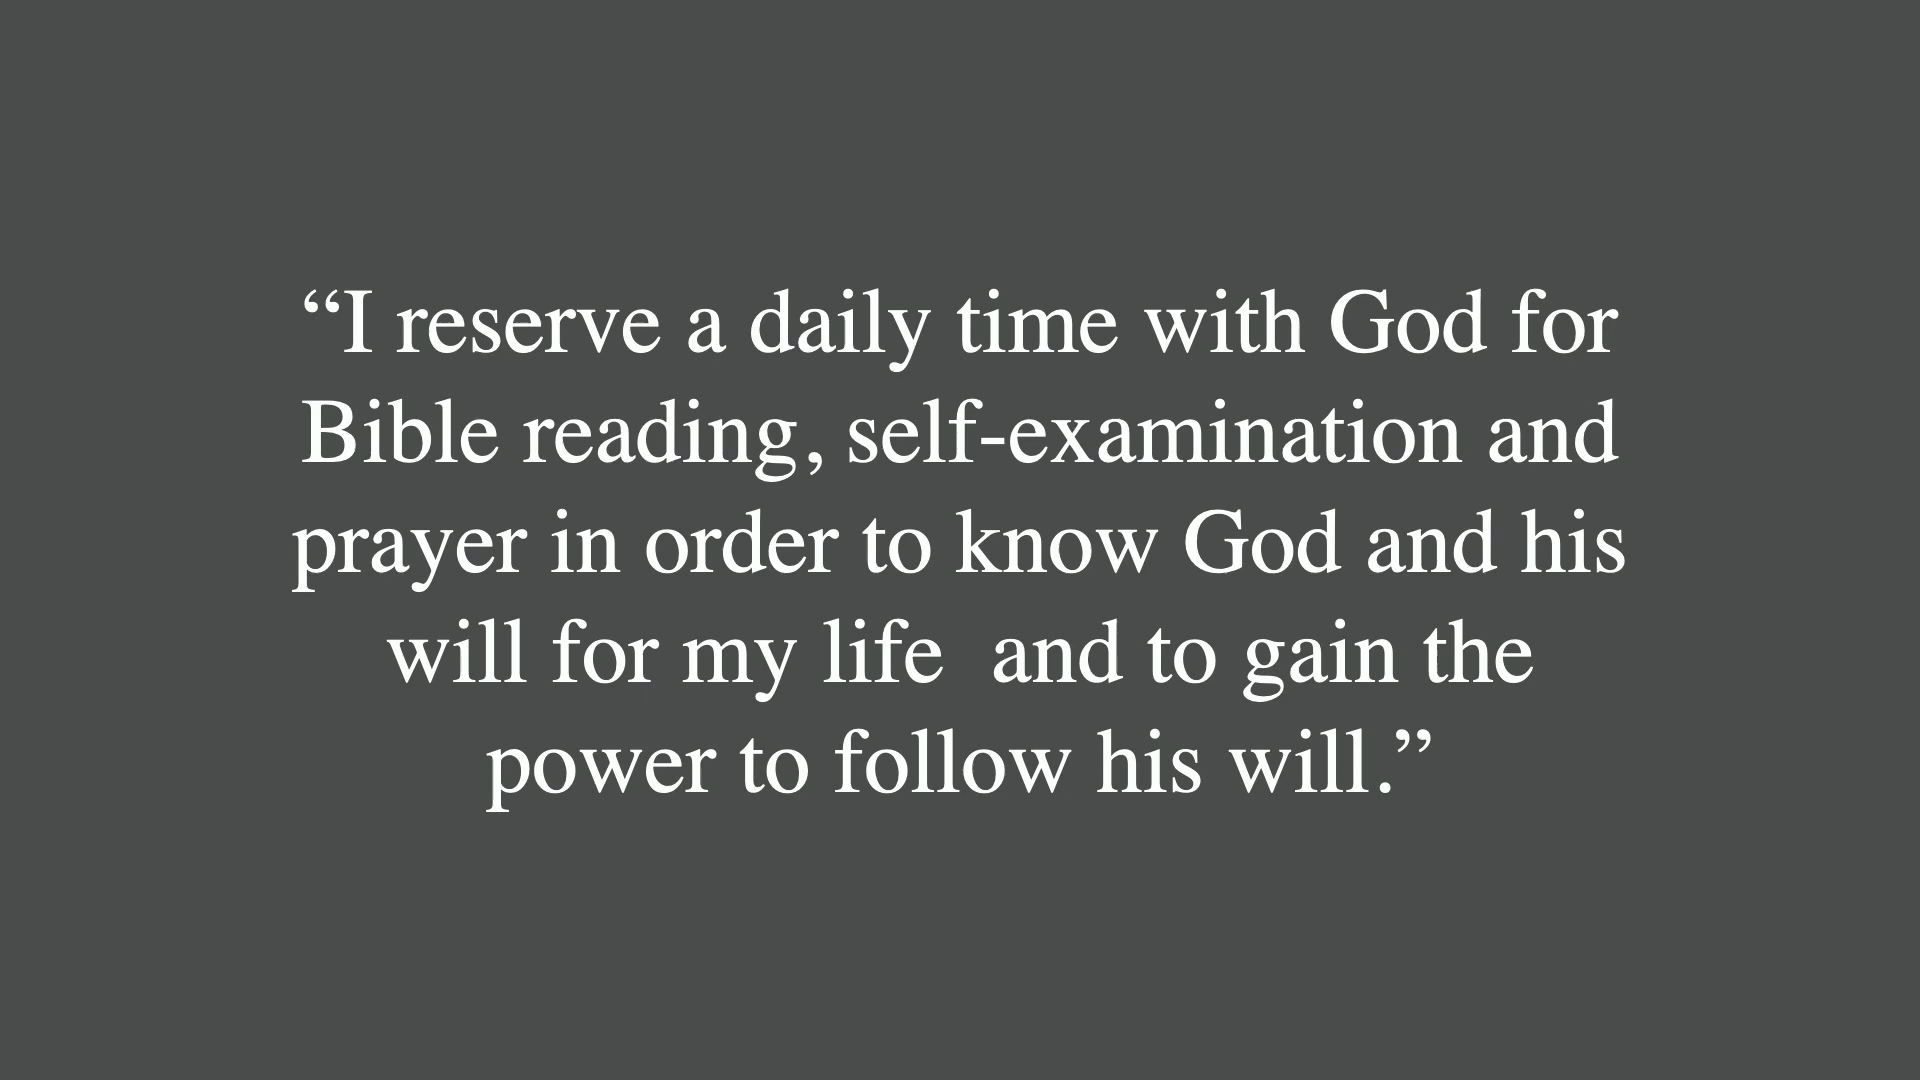 “I reserve a daily time with God for
Bible reading, self-examination and
prayer in order to know God and his
will for my life  and to gain the
power to follow his will.”